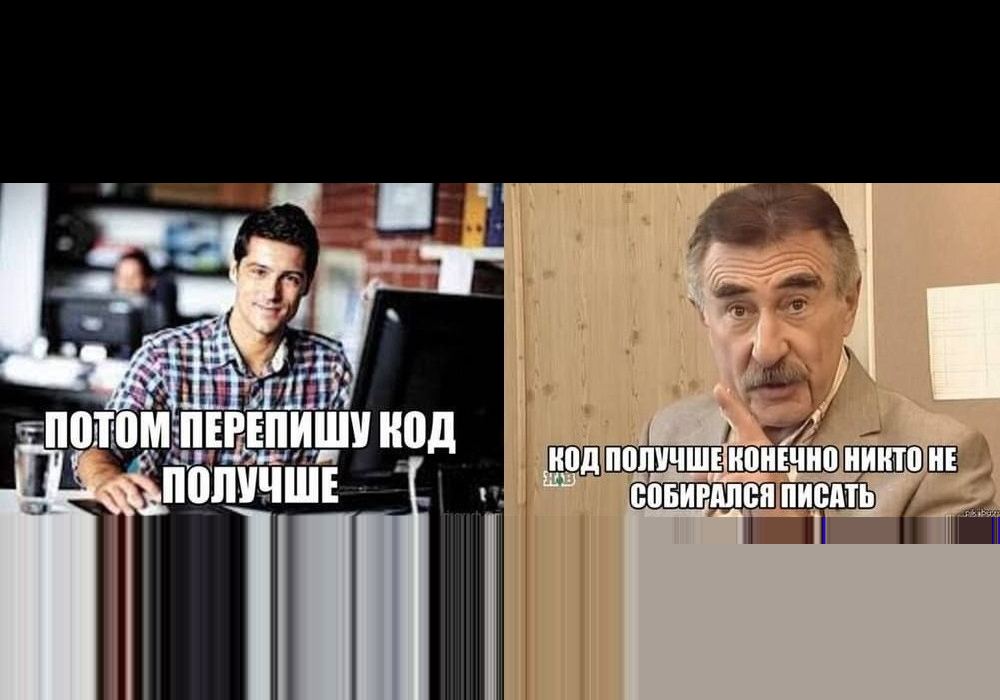 ПОТОМ ПЕРЕПИШУ КОД
ПОЛУЧШЕ
КОД ПОЛУЧШЕ КОНЕЧНО НИКТО НЕ
СОБИРАЛСЯ ПИСАТЬ